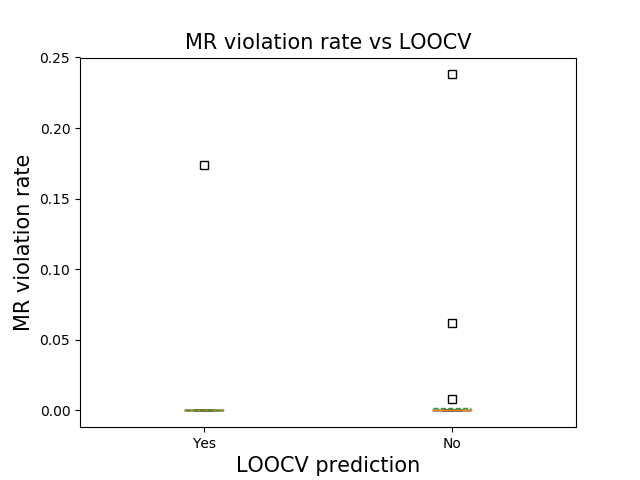 MR violation rate vs LOOCV
0.25
0.20
0.15
0.10
0.05
0.00
MR violation rate
Yes
No
LOOCV prediction